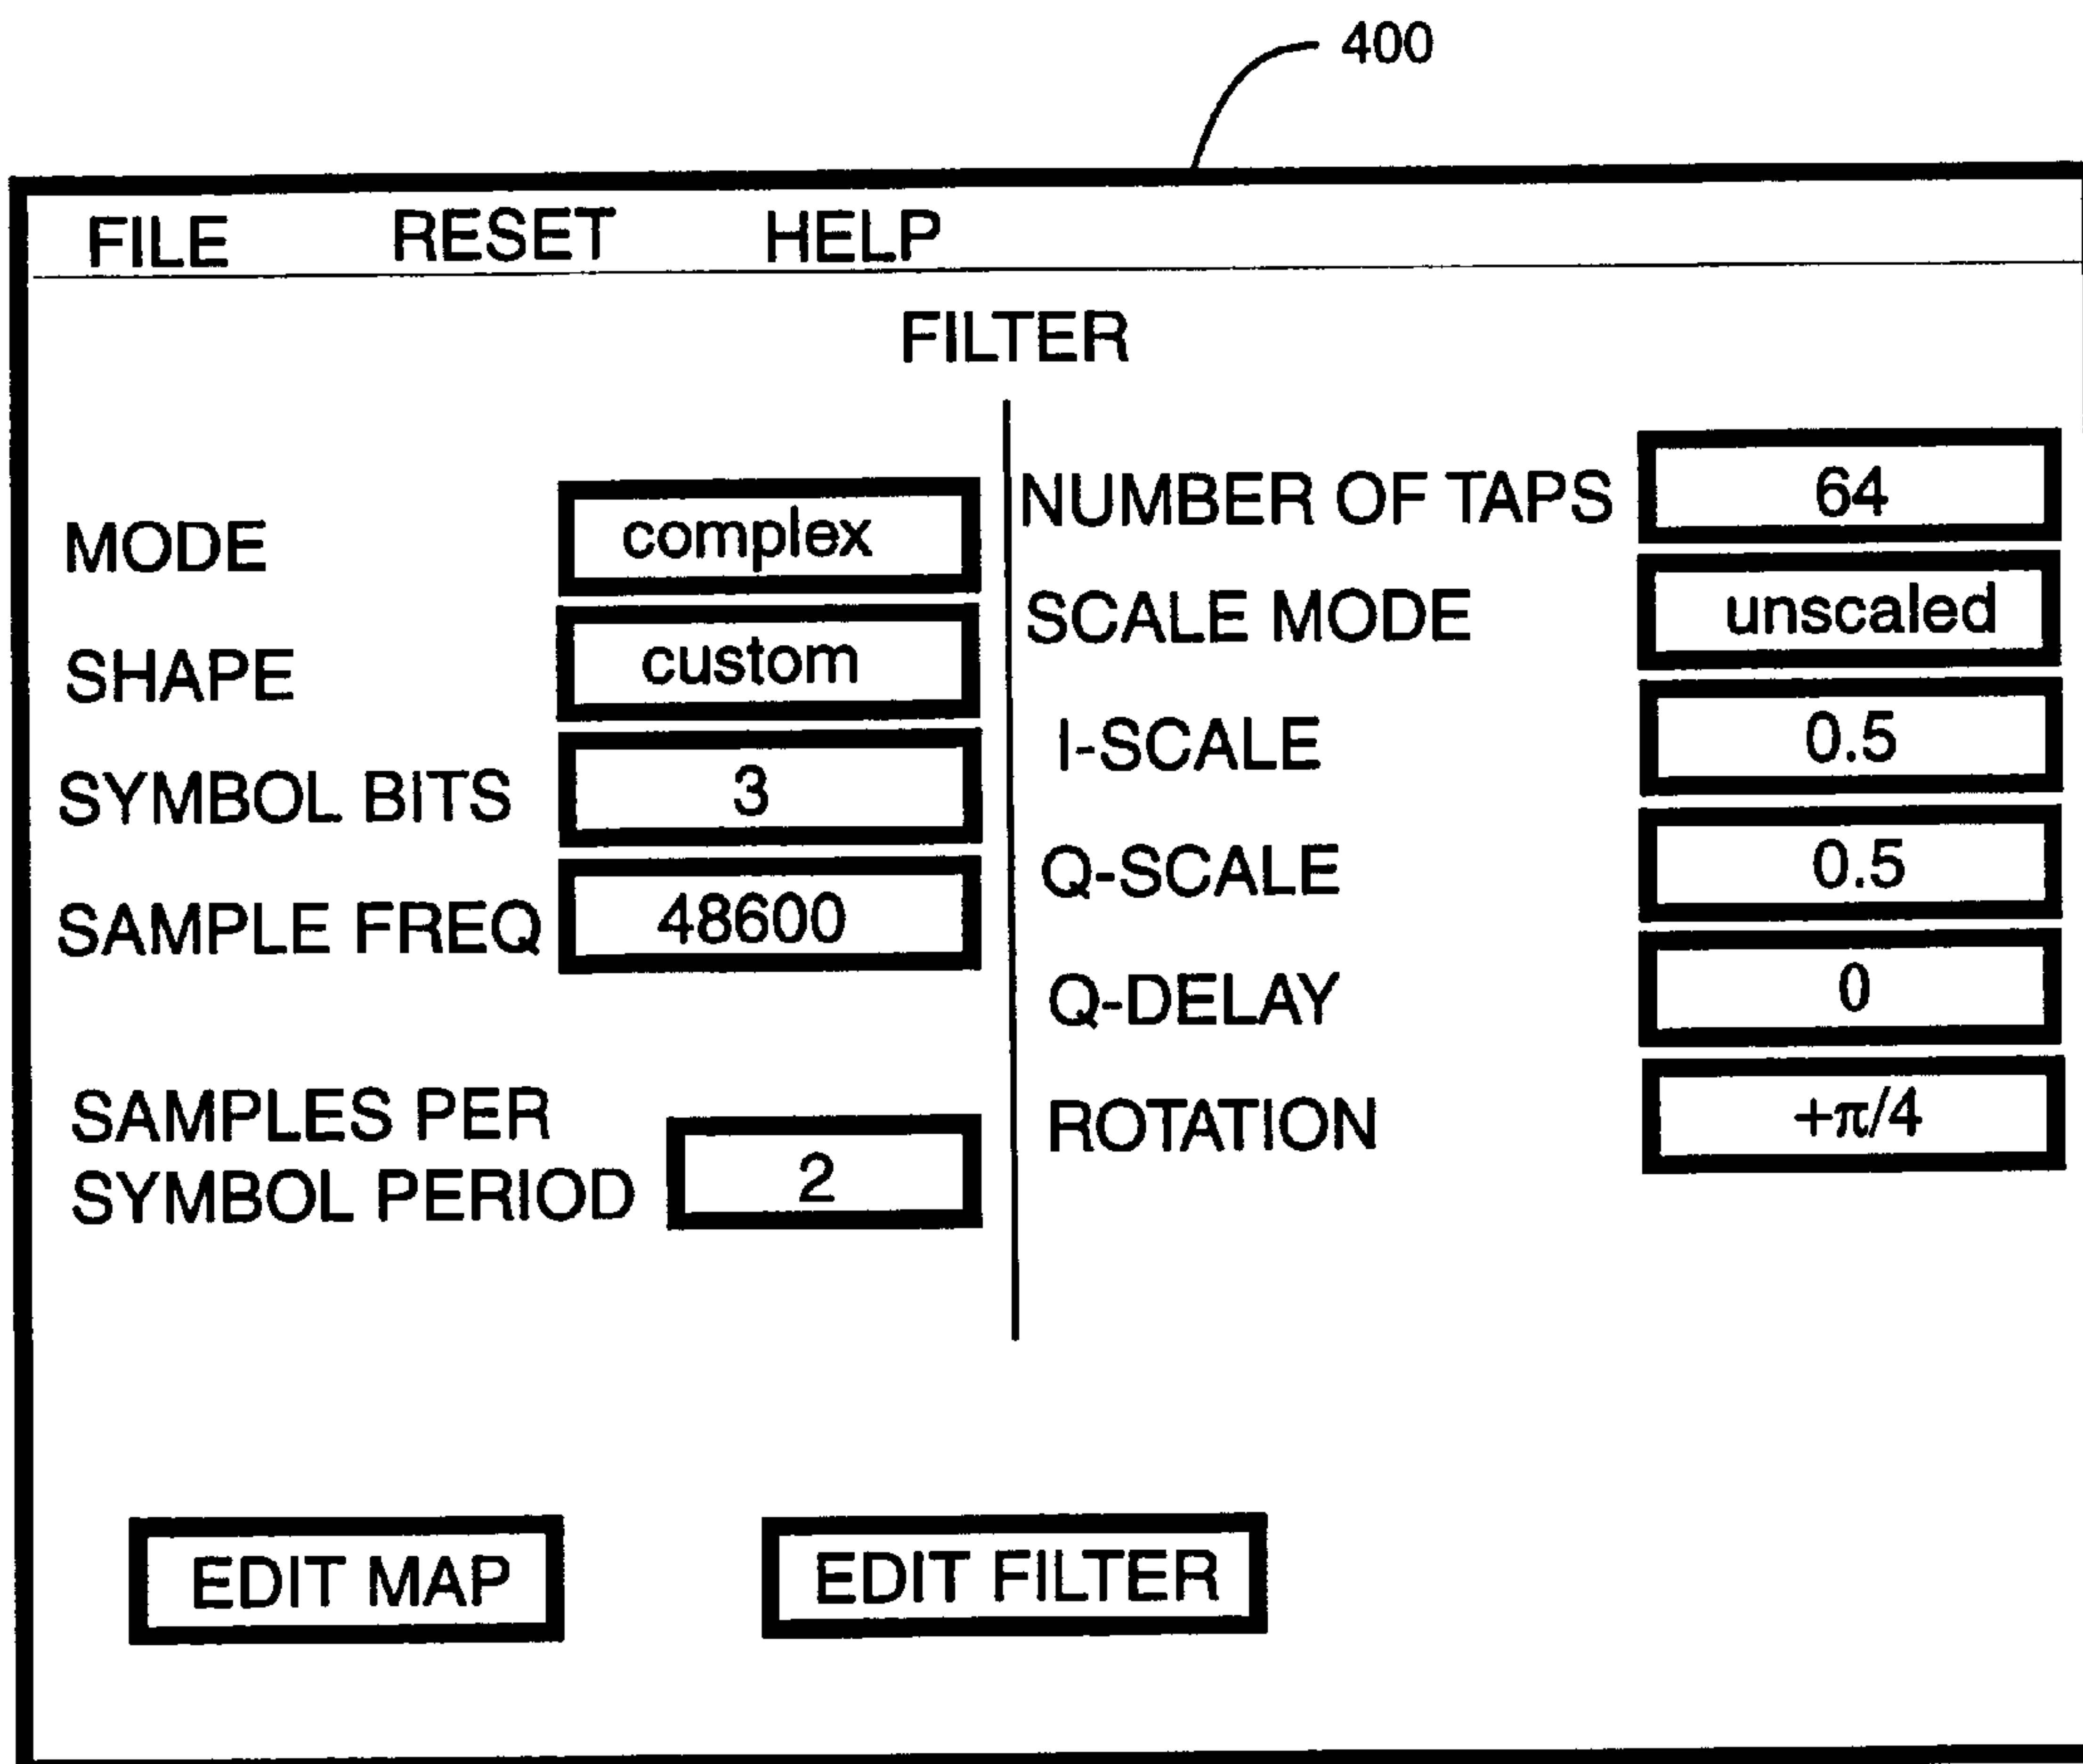 400
FILE RESET HELP
FILTER
MODE complex
SHAPE custom
SYMBOL BITS 3
SAMPLE FREQ 48600
SAMPLES PER
SYMBOL PERIOD 2
NUMBER OF TAPS 64
SCALE MODE unscaled
I-SCALE 0.5
Q-SCALE 0.5
Q-DELAY 0
ROTATION +π/4
EDIT MAP EDIT FILTER